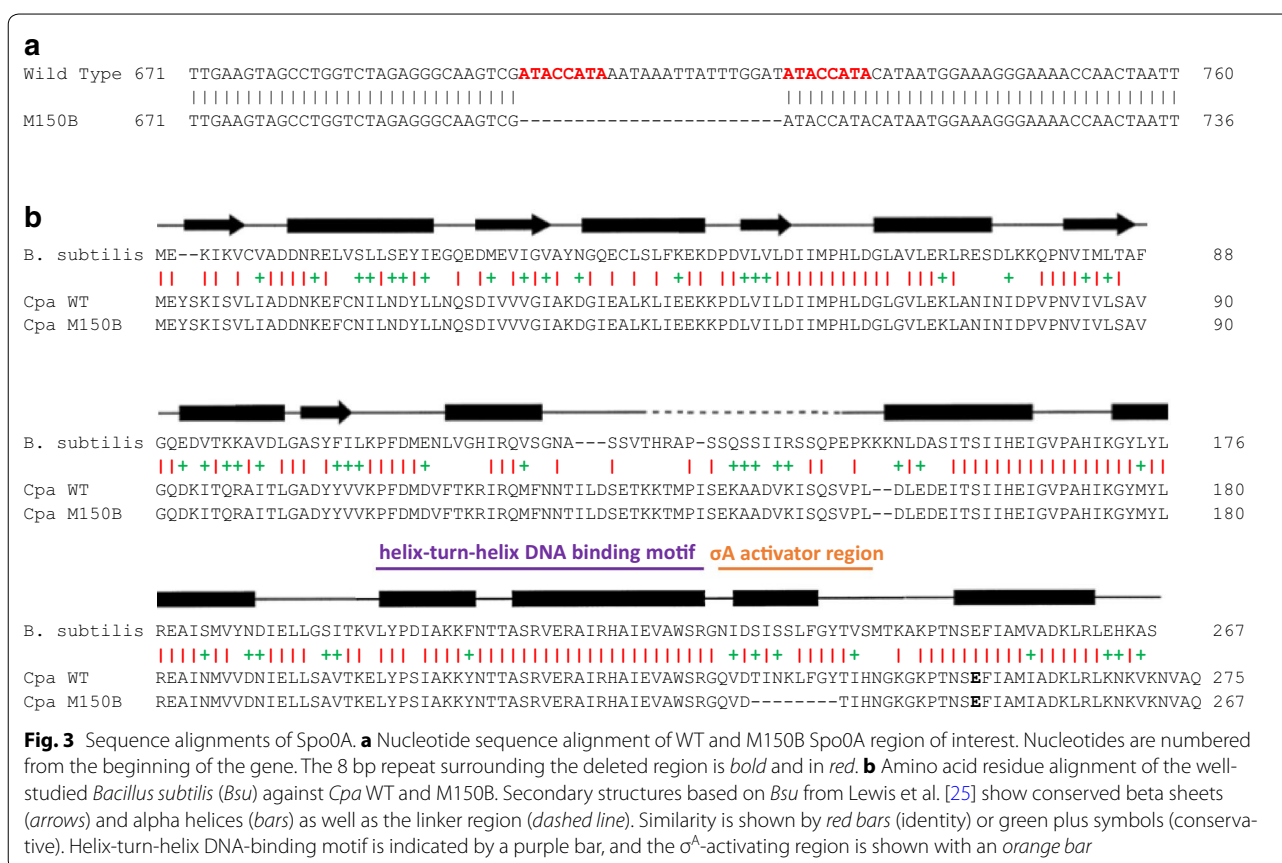 a
Wild Type 671 TTGAAGTAGCCTGGTCTAGAGGGCAAGTCGATACCATAAATAAATTATTTGGATATACCATACATAATGGAAAGGGAAAACCAACTAATT 760
M150B 671 TTGAAGTAGCCTGGTCTAGAGGGCAAGTCG------------------------ATACCATACATAATGGAAAGGGAAAACCAACTAATT 736
b
B. subtilis ME--KIKVCVADDNRELVSLLSEYIEGQEDMEVIGVAYNGQECLSLFKEKDPDVLVLDIIMPHLDGLAVLERLRESDLKKQPNVIMLTAF 88
Cpa WT MEYSKISVLIADDNKEFCNILNDYLLNQSDIVVVGIAKDGIEALKLIEEKKPDLVILDIIMPHLDGLGVLEKLANINIDPVPNVIVLSAV 90
Cpa M150B MEYSKISVLIADDNKEFCNILNDYLLNQSDIVVVGIAKDGIEALKLIEEKKPDLVILDIIMPHLDGLGVLEKLANINIDPVPNVIVLSAV 90
B. subtilis GQEDVTKKAVDLGASYFILKPFDMENLVGHIRQVSGNA---SSVTHRAP-SSQSSIIRSSQPEPKKKNLDASITSIIHEIGVPAHIKGYLYL 176
Cpa WT GQDKITQRAITLGADYYVVKPFDMDVFTKRIRQMFNNTILDSETKKTMPISEKAADVKISQSVPL--DLEDEITSIIHEIGVPAHIKGYMYL 180
Cpa M150B GQDKITQRAITLGADYYVVKPFDMDVFTKRIRQMFNNTILDSETKKTMPISEKAADVKISQSVPL--DLEDEITSIIHEIGVPAHIKGYMYL 180
helix-turn-helix DNA binding motif σA activator region
B. subtilis REAISMVYNDIELLGSITKVLYPDIAKKFNTTASRVERAIRHAIEVAWSRGNIDSISSLFGYTVSMTKAKPTNSEFIAMVADKLRLEHKAS 267
Cpa WT REAINMVVDNIELLSAVTKELYPSIAKKYNTTASRVERAIRHAIEVAWSRGQVDTINKLFGYTIHNGKGKPTNSEFIAMIADKLRLKNKVKNVAQ 275
Cpa M150B REAINMVVDNIELLSAVTKELYPSIAKKYNTTASRVERAIRHAIEVAWSRGQVD--------TIHNGKGKPTNSEFIAMIADKLRLKNKVKNVAQ 267
Fig. 3 Sequence alignments of Spo0A. a Nucleotide sequence alignment of WT and M150B Spo0A region of interest. Nucleotides are numbered
from the beginning of the gene. The 8 bp repeat surrounding the deleted region is bold and in red. b Amino acid residue alignment of the well-
studied Bacillus subtilis (Bsu) against Cpa WT and M150B. Secondary structures based on Bsu from Lewis et al. [25] show conserved beta sheets
(arrows) and alpha helices (bars) as well as the linker region (dashed line). Similarity is shown by red bars (identity) or green plus symbols (conserva-
tive). Helix-turn-helix DNA-binding motif is indicated by a purple bar, and the σA-activating region is shown with an orange bar